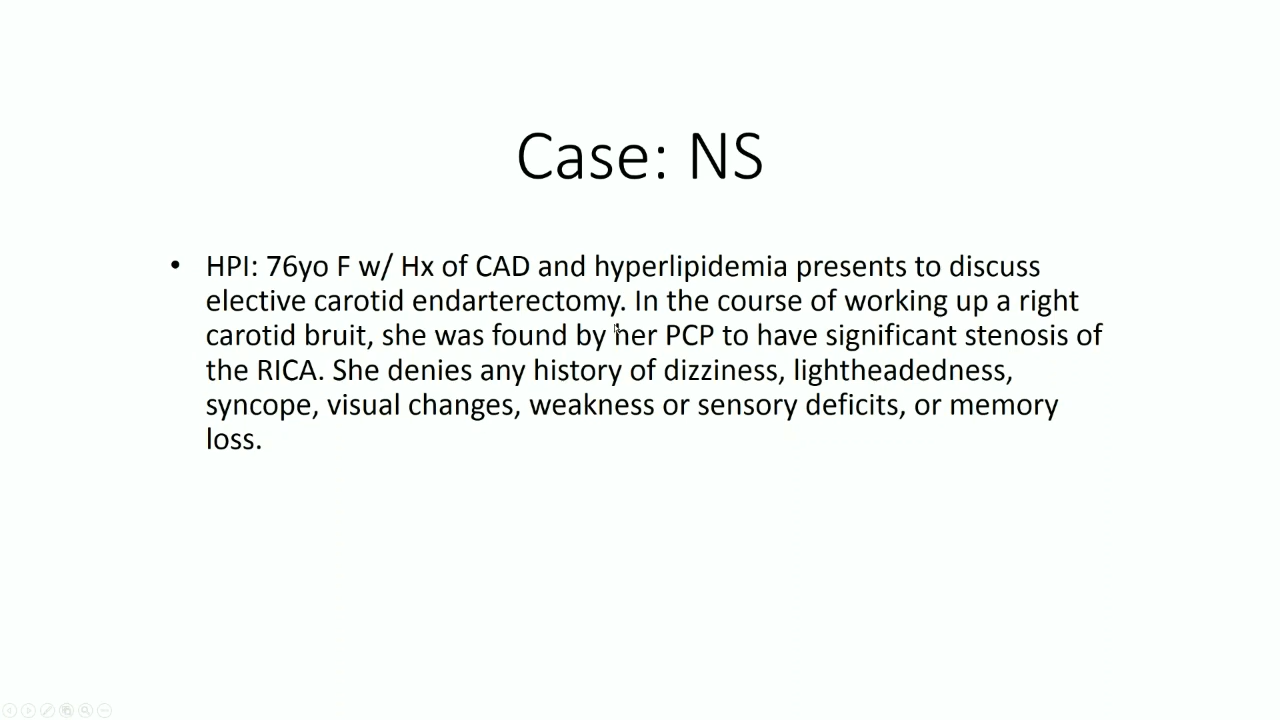 Case: NS
• HPI: 76yo F w/ Hx of CAD and hyperlipidemia presents to discuss
elective carotid endarterectomy. In the course of working up a right
carotid bruit, she was found by her PCP to have significant stenosis of
the RICA. She denies any history of dizziness, lightheadedness,
syncope, visual changes, weakness or sensory deficits, or memory
loss.